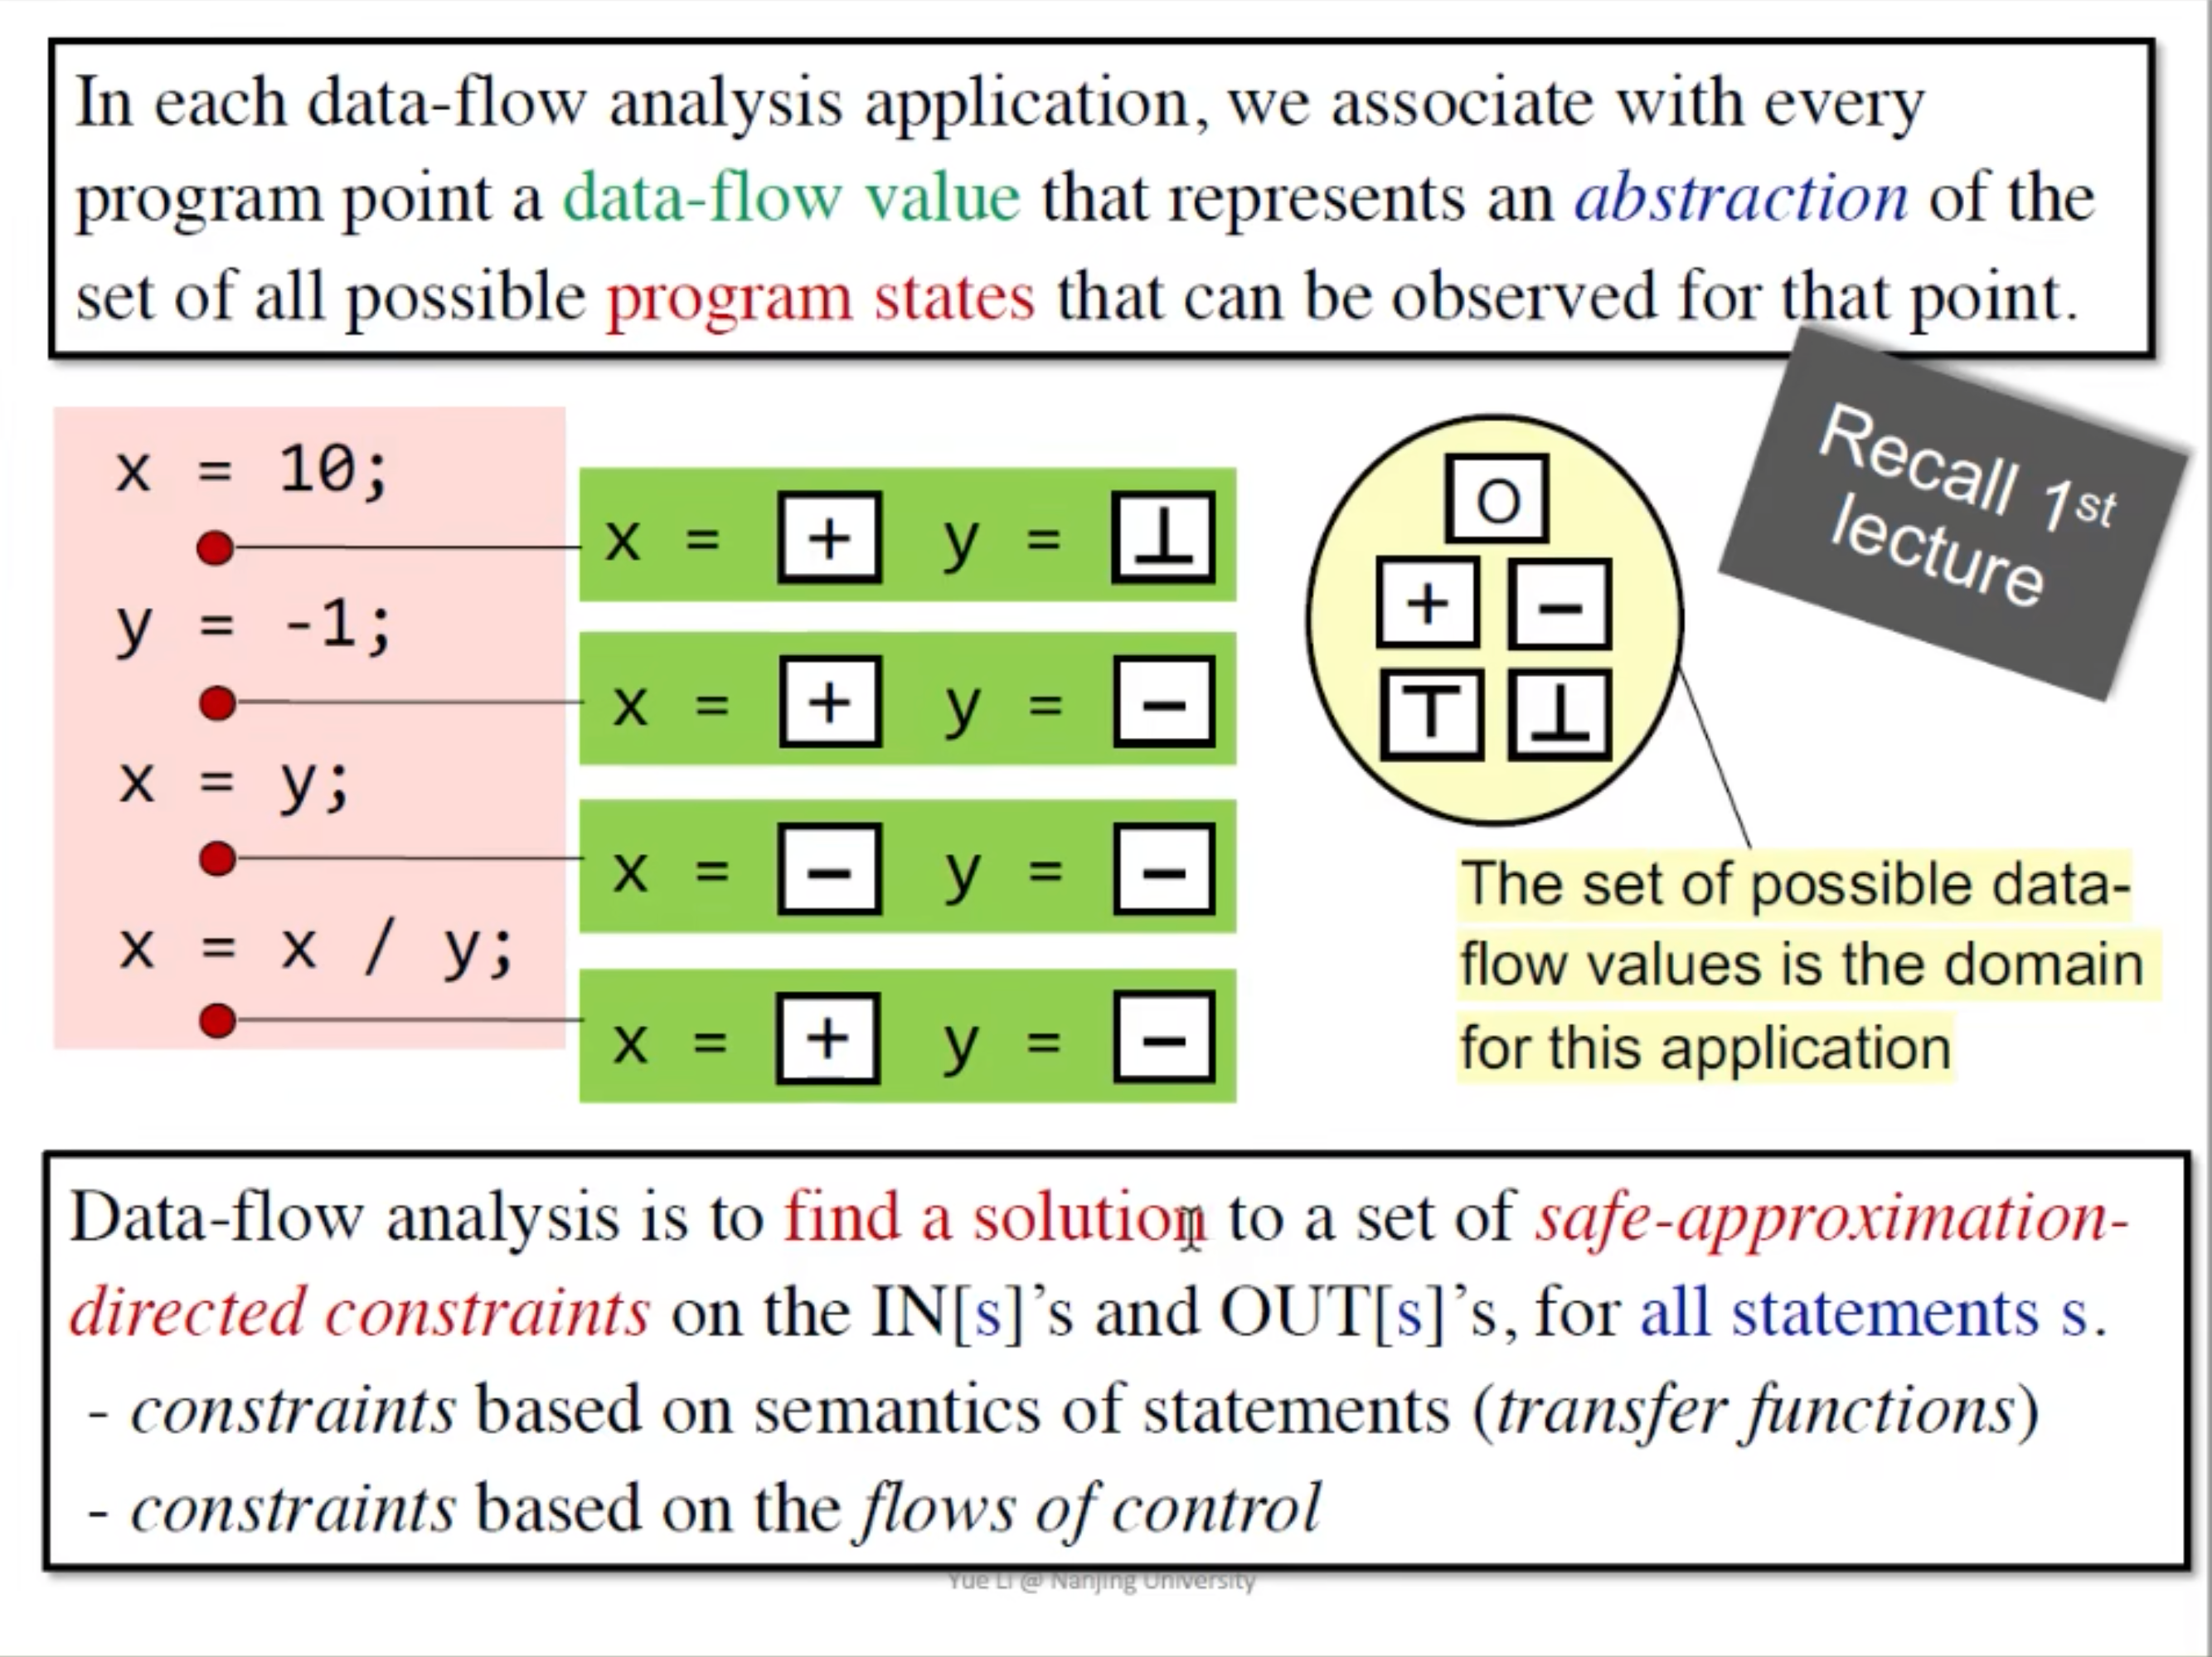 In each data-flow analysis application, we associate with every
program point a data-flow value that represents an abstraction of the
set of all possible program states that can be observed for that point.
Recall 1st
lecture
x = 10;
x = + y = ⊥
y = -1;
x = + y = −
x = y;
x = − y = −
x = x / y;
x = + y = −
O
+ −
⊤ ⊥
The set of possible data-
flow values is the domain
for this application
Data-flow analysis is to find a solution to a set of safe-approximation-
directed constraints on the IN[s]’s and OUT[s]’s, for all statements s.
- constraints based on semantics of statements (transfer functions)
- constraints based on the flows of control
Yue Li @ Nanjing University